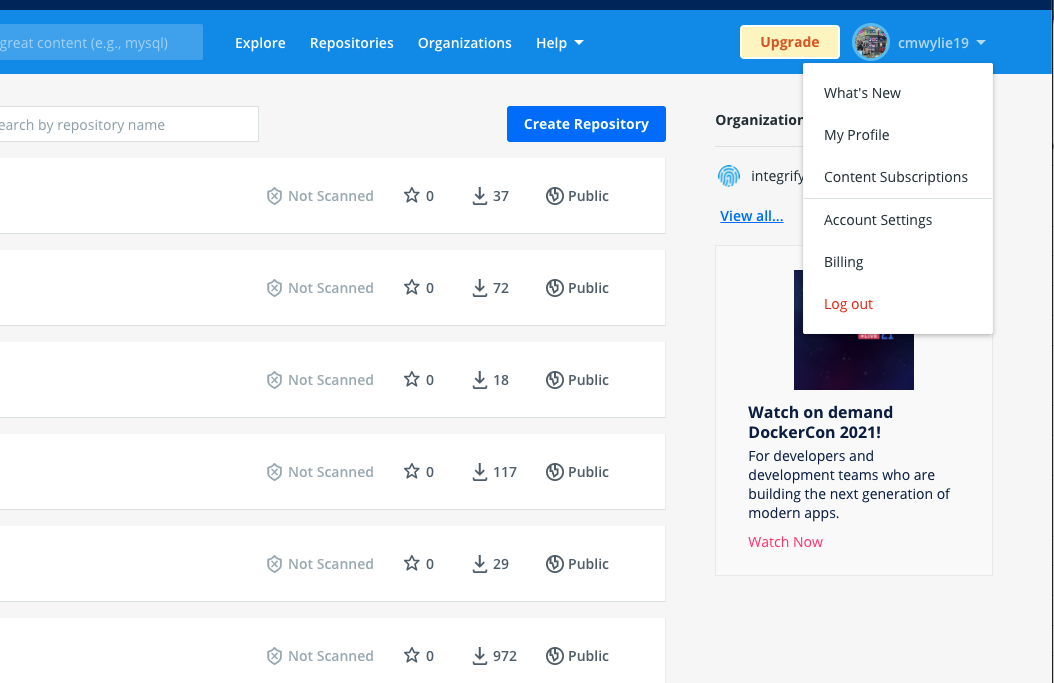 great content (e.g., mysql)
Explore Repositories Organizations Help Upgrade cmwylie19
What's New
My Profile
Content Subscriptions
Account Settings
Billing
Log out
earch by repository name
Create Repository
Not Scanned 0 37 Public
Not Scanned 0 72 Public
Not Scanned 0 18 Public
Not Scanned 0 117 Public
Not Scanned 0 29 Public
Not Scanned 0 972 Public
Organization
integrify
View all...
LIVE 21
Watch on demand
DockerCon 2021!
For developers and
development teams who are
building the next generation of
modern apps.
Watch Now